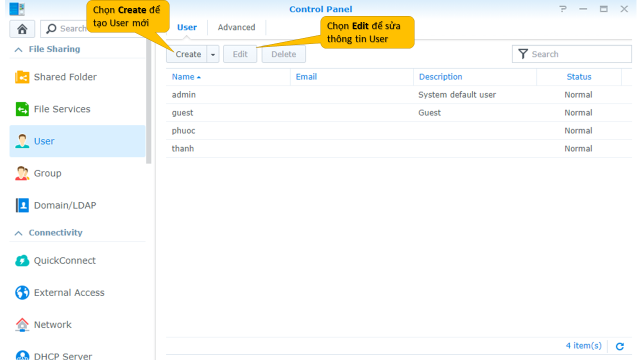 Control Panel
Chọn Create để
tạo User mới
Search
User
Advanced
Chọn Edit để sửa
thông tin User
File Sharing
Shared Folder
File Services
User
Group
Domain/LDAP
Connectivity
QuickConnect
External Access
Network
DHCP Server
Create
Edit
Delete
Search
Name Email Description Status
admin System default user Normal
guest Guest Normal
phuoc Normal
thanh Normal
4 item(s)